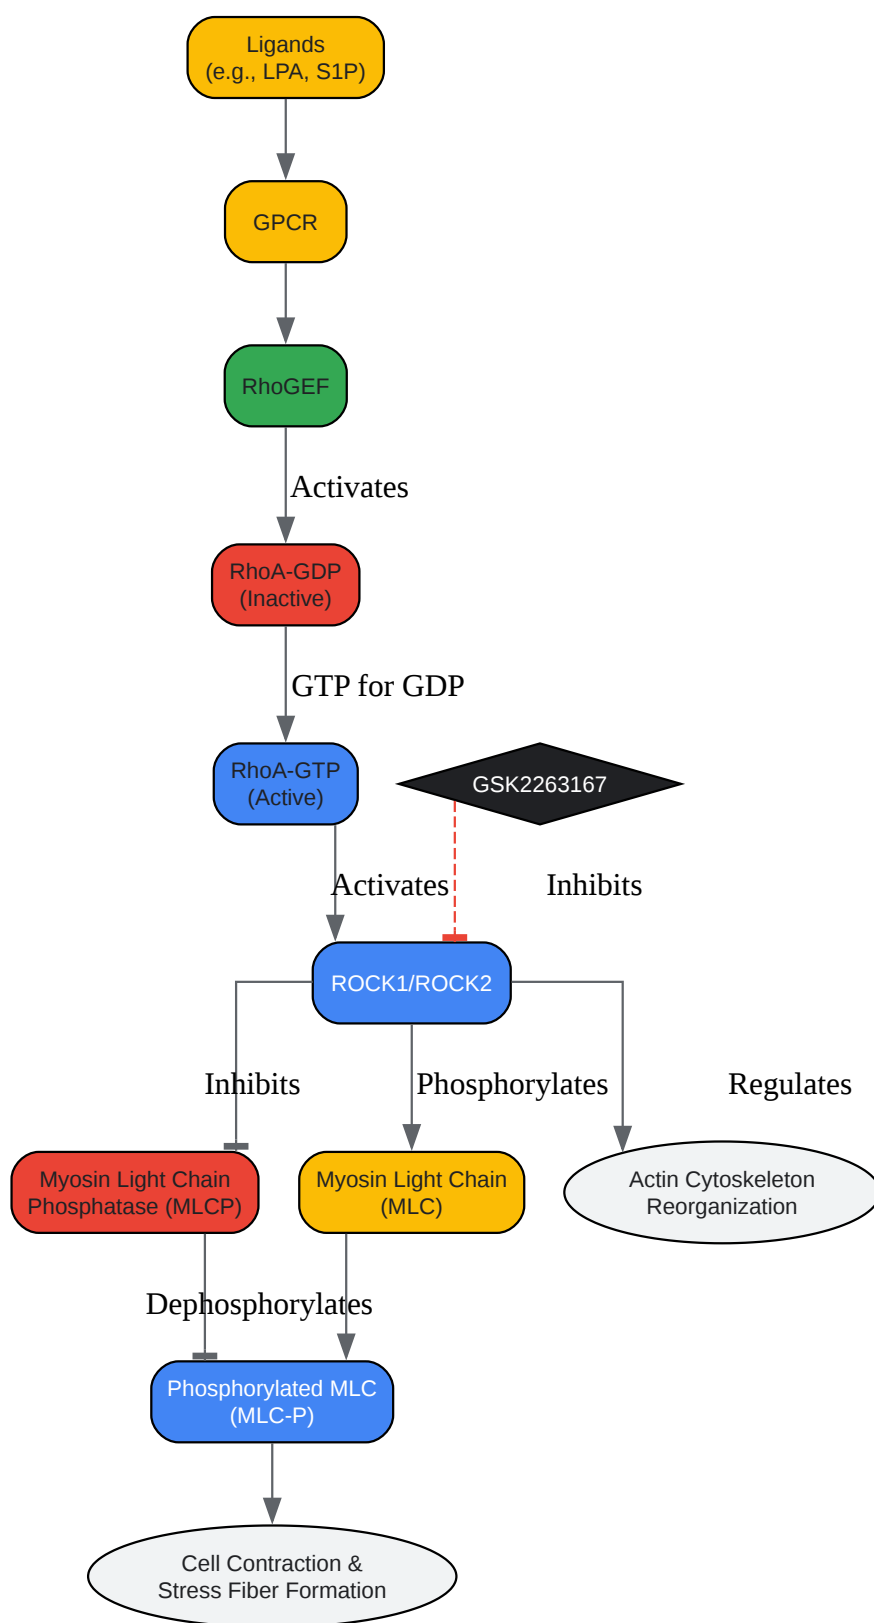 Ligands
(e.g., LPA, S1P)
GPCR
RhoGEF
Activates
RhoA-GDP
(Inactive)
GTP for GDP
RhoA-GTP
(Active)
GSK2263167
Activates
Inhibits
ROCK1/ROCK2
Inhibits
Phosphorylates
Regulates
Myosin Light Chain
Phosphatase (MLCP)
Myosin Light Chain
(MLC)
Actin Cytoskeleton
Reorganization
Dephosphorylates
Phosphorylated MLC
(MLC-P)
Cell Contraction &
Stress Fiber Formation